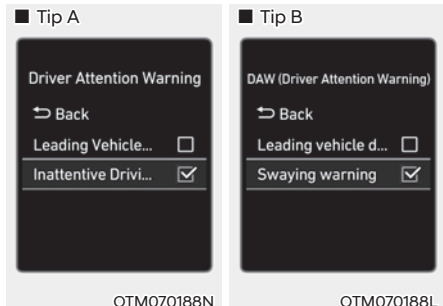 ■ Tip A
Driver Attention Warning
Back
Leading Vehicle...
Inattentive Drivi...
OTM070188N
■ Tip B
DAW (Driver Attention Warning)
Back
Leading vehicle d...
Swaying warning
OTM070188L